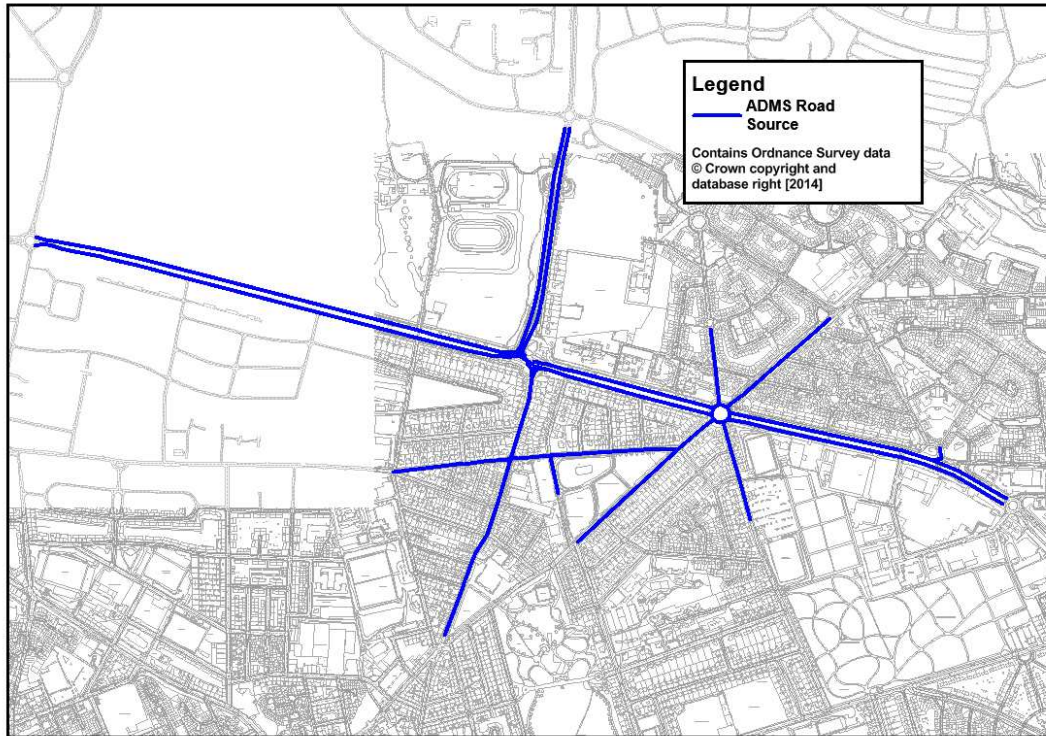 Legend
ADMS Road
Source
Contains Ordnance Survey data
© Crown copyright and
database right [2014]